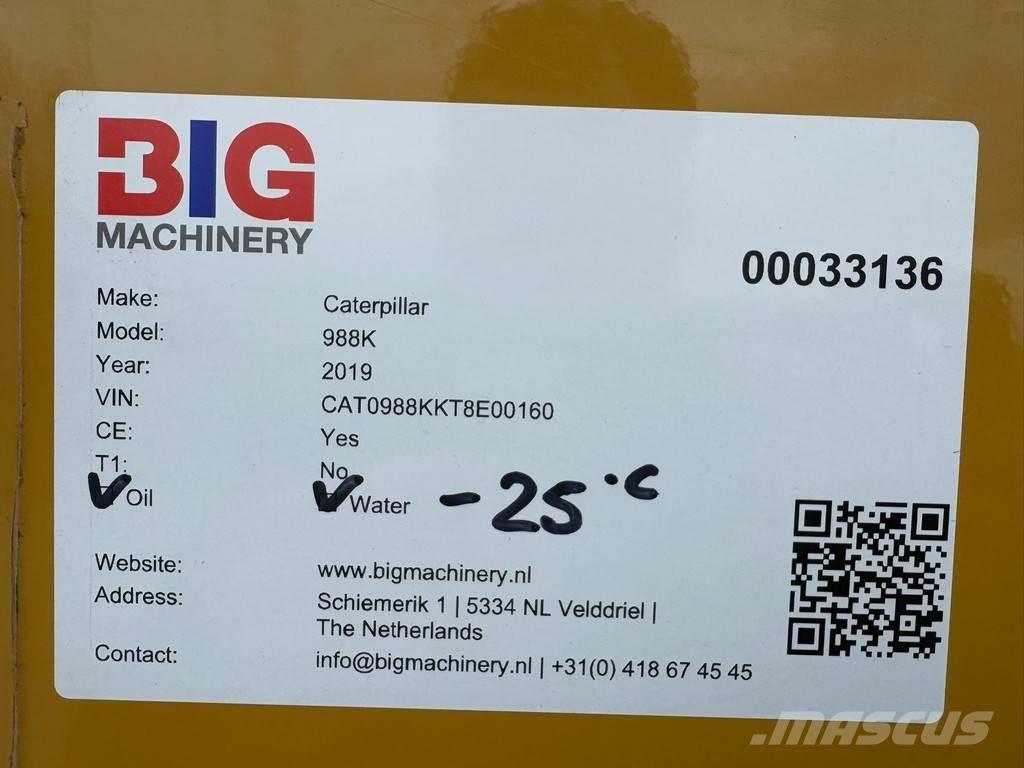 BIG
MACHINERY
00033136
Make: Caterpillar
Model: 988K
Year: 2019
VIN: CAT0988KKT8E00160
CE: Yes
T1: No
Oil Water -25°C
Website: www.bigmachinery.nl
Address: Schiemerik 1 | 5334 NL Velddriel |
The Netherlands
Contact: info@bigmachinery.nl | +31(0) 418 67 45 45
.MASCUS